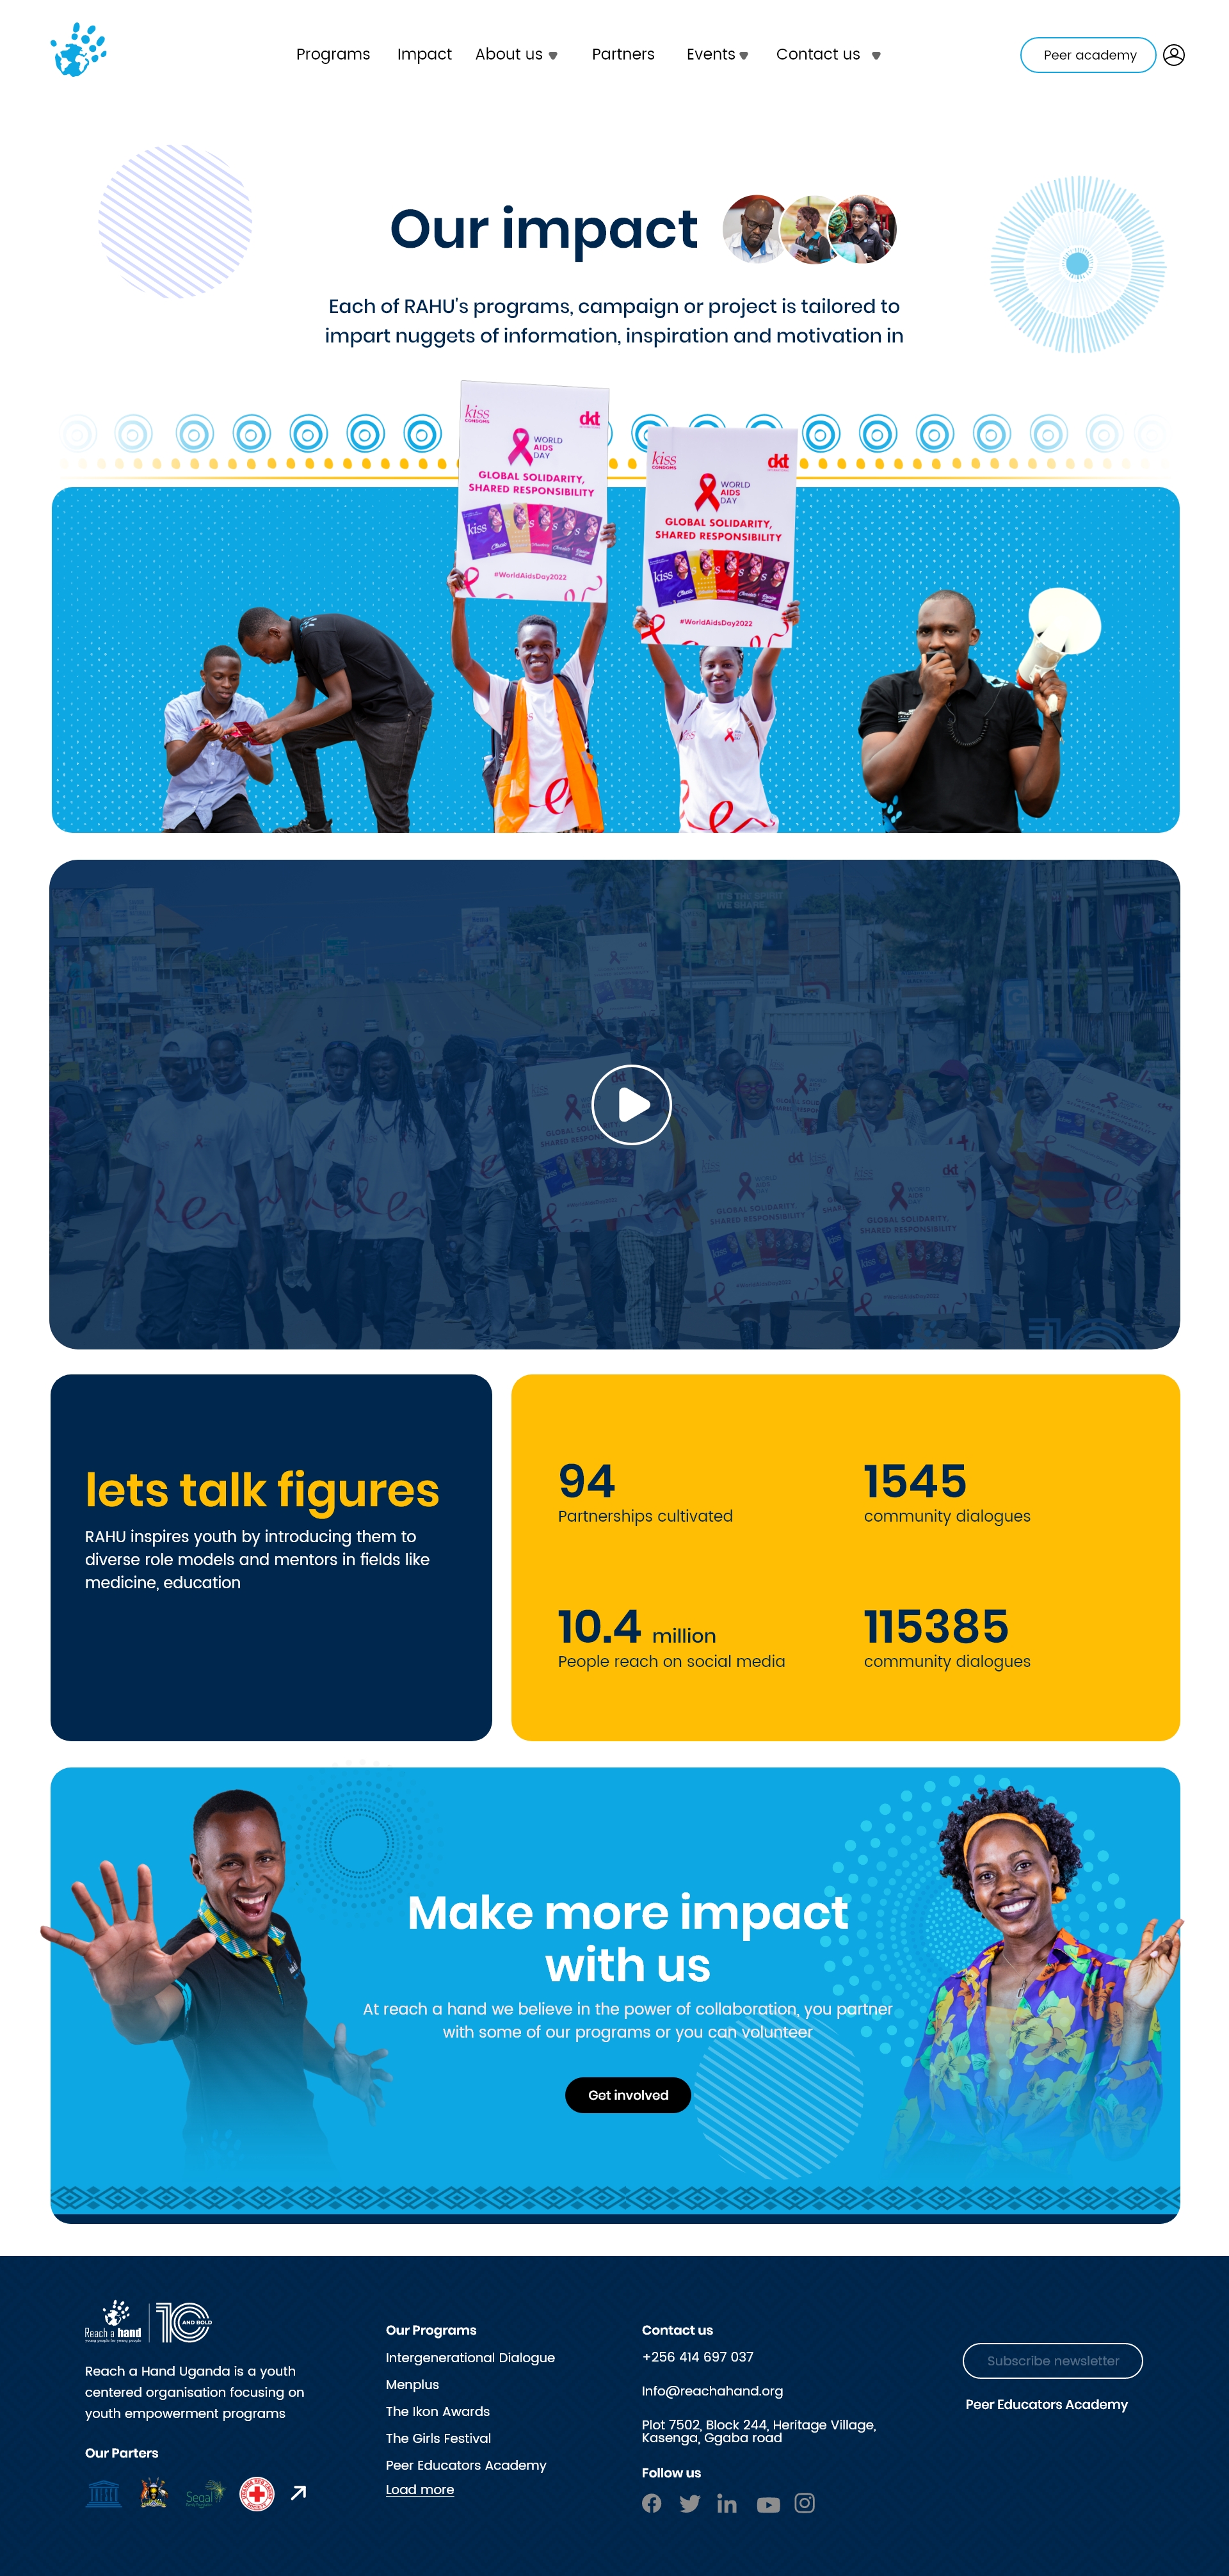 Programs
Impact
About us
Partners
Events
Contact us
Peer academy
Our impact
Each of RAHU's programs, campaign or project is tailored to
impart nuggets of information, inspiration and motivation in
kiss
CONDOMS
dkt
WORLD
AIDS
DAY
GLOBAL SOLIDARITY,
SHARED RESPONSIBILITY
kiss
Classic
#WorldAidsDay2022
kiss
CONDOMS
dkt
WORLD
AIDS
DAY
GLOBAL SOLIDARITY,
SHARED RESPONSIBILITY
kiss
Classic
#WorldAidsDay2022
lets talk figures
RAHU inspires youth by introducing them to
diverse role models and mentors in fields like
medicine, education
94
Partnerships cultivated
1545
community dialogues
10.4 million
People reach on social media
115385
community dialogues
Make more impact
with us
At reach a hand we believe in the power of collaboration, you partner
with some of our programs or you can volunteer
Get involved
Reach a hand
young people for young people
10
AND BOLD
Reach a Hand Uganda is a youth
centered organisation focusing on
youth empowerment programs
Our Parters
Segal
Our Programs
Intergenerational Dialogue
Menplus
The Ikon Awards
The Girls Festival
Peer Educators Academy
Load more
Contact us
+256 414 697 037
Info@reachahand.org
Plot 7502, Block 244, Heritage Village,
Kasenga, Ggaba road
Follow us
Subscribe newsletter
Peer Educators Academy